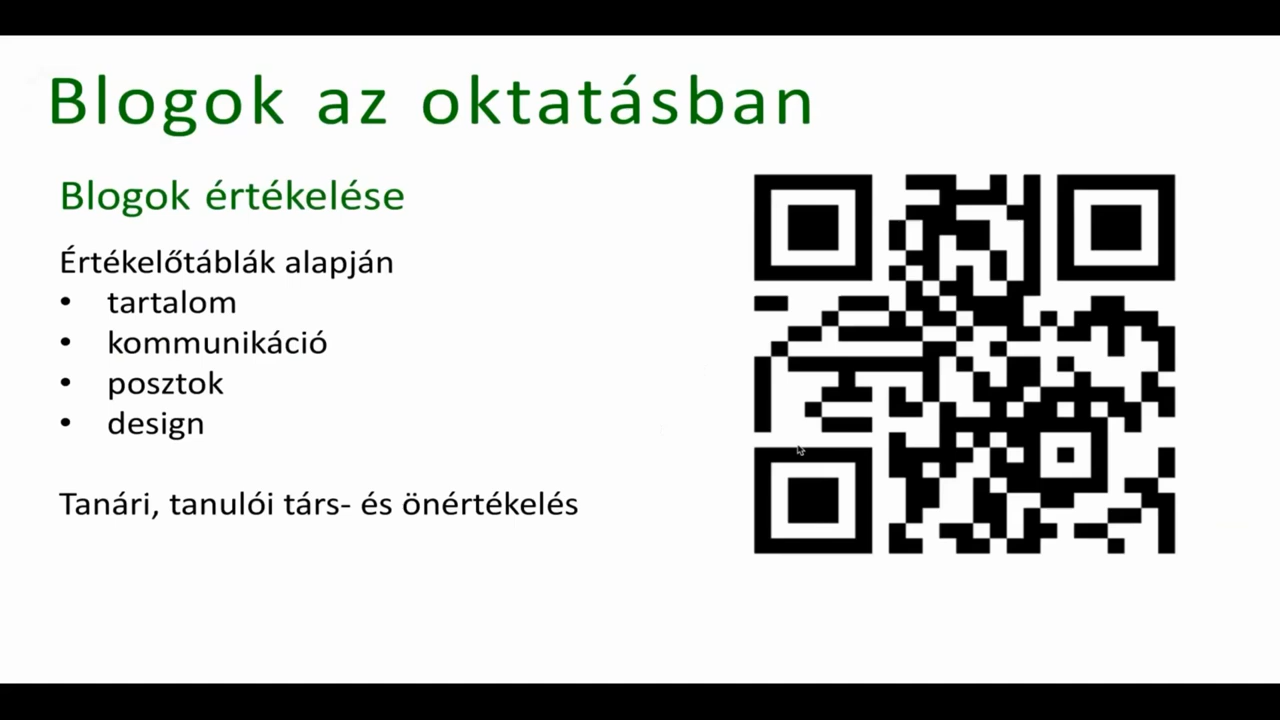 Blogok az oktatásban
Blogok értékelése
Értékelőtáblák alapján
• tartalom
• kommunikáció
• posztok
• design
Tanári, tanulói társ- és önértékelés